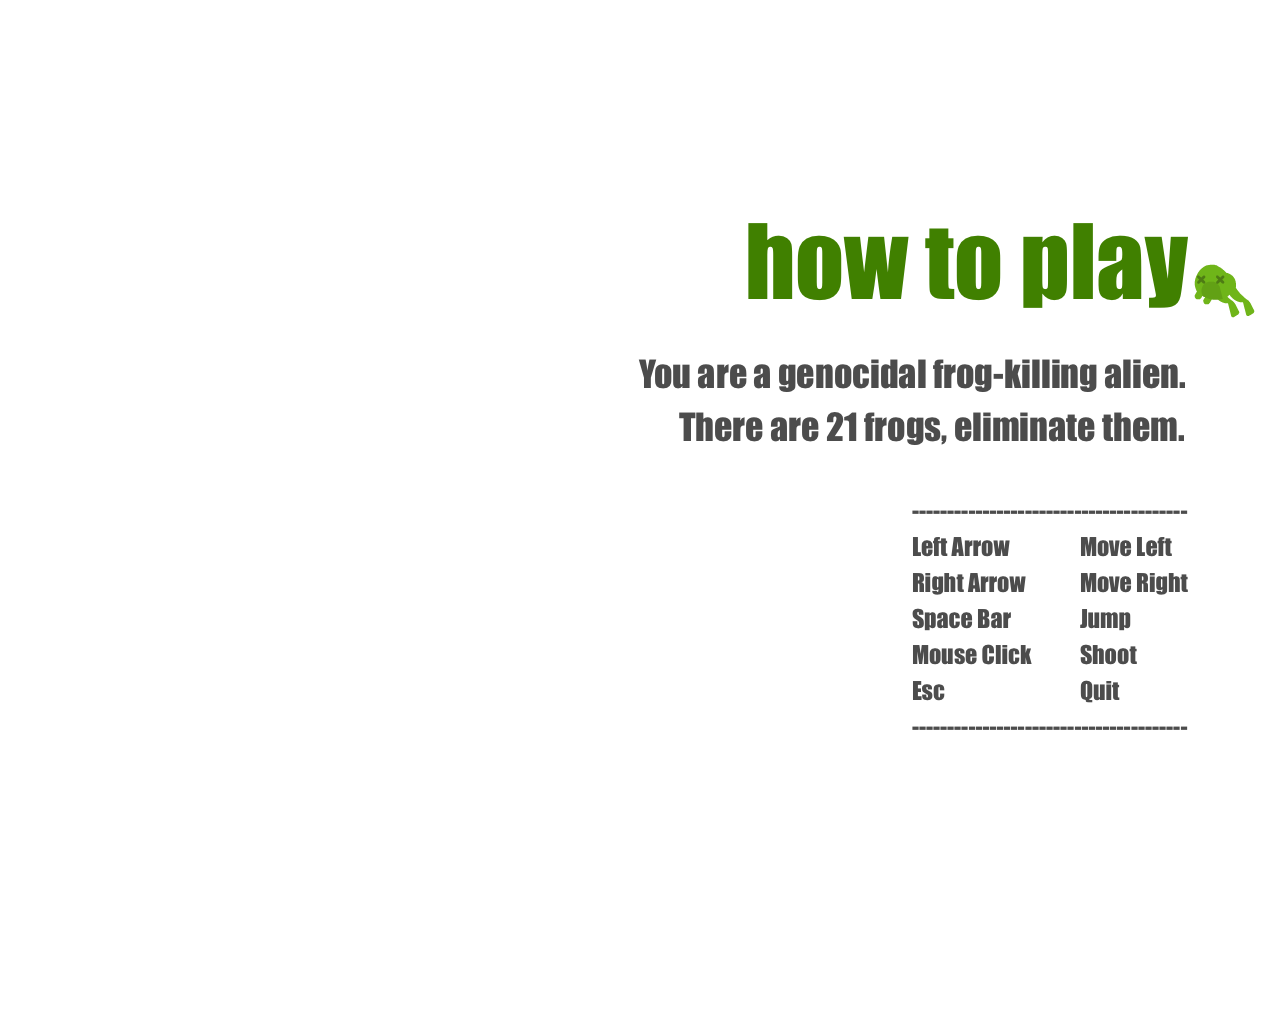 how to play
You are a genocidal frog-killing alien.
There are 21 frogs, eliminate them.
---------------------------------------
Left Arrow Move Left
Right Arrow Move Right
Space Bar Jump
Mouse Click Shoot
Esc Quit
---------------------------------------